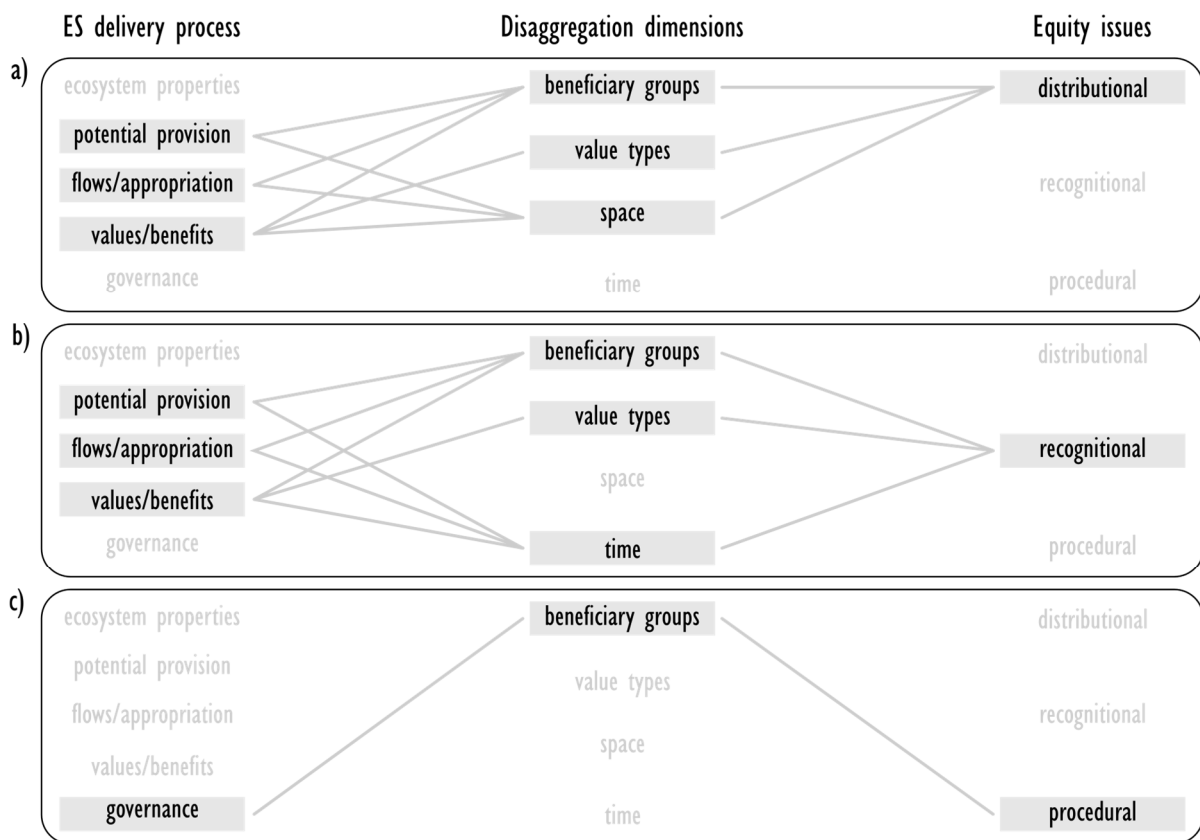 ES delivery process Disaggregation dimensions Equity issues
a)
ecosystem properties beneficiary groups distributional
potential provision value types
flows/appropriation recognitional
values/benefits space
governance time procedural
b)
ecosystem properties beneficiary groups distributional
potential provision value types
flows/appropriation recognitional
values/benefits space
governance time procedural
c)
ecosystem properties beneficiary groups distributional
potential provision value types
flows/appropriation recognitional
values/benefits space
governance time procedural